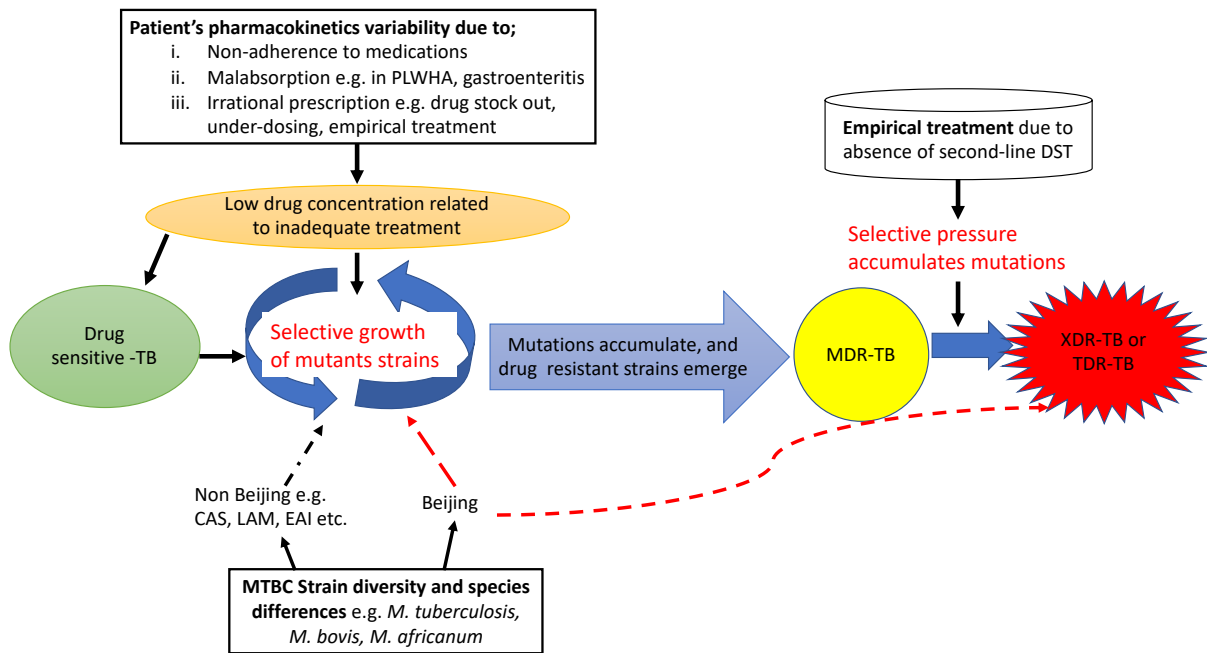 Patient's pharmacokinetics variability due to;
i. Non-adherence to medications
ii. Malabsorption e.g. in PLWHA, gastroenteritis
iii. Irrational prescription e.g. drug stock out,
under-dosing, empirical treatment
Empirical treatment due to
absence of second-line DST
Low drug concentration related
to inadequate treatment
Selective pressure
accumulates mutations
Drug
sensitive -TB
Selective growth
of mutants strains
Mutations accumulate, and
drug resistant strains emerge
MDR-TB
XDR-TB or
TDR-TB
Non Beijing e.g.
CAS, LAM, EAI etc.
Beijing
MTBC Strain diversity and species
differences e.g. M. tuberculosis,
M. bovis, M. africanum